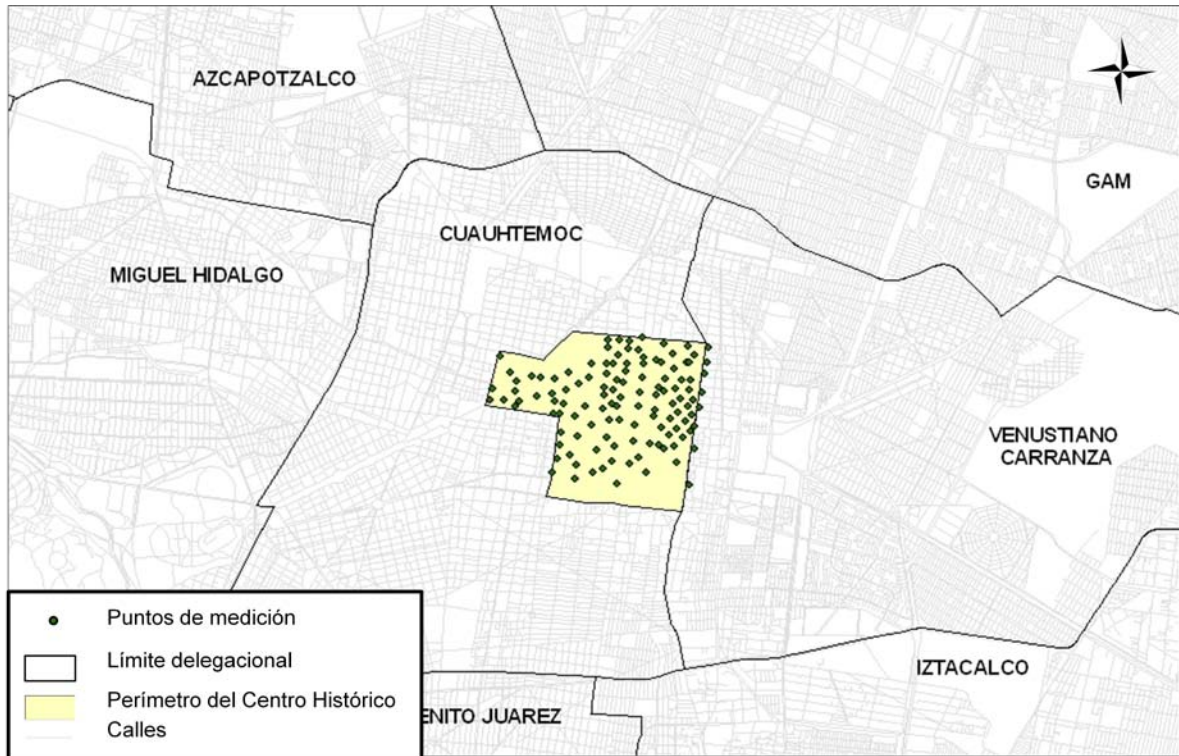 AZCAPOTZALCO
GAM
CUAUHTEMOC
MIGUEL HIDALGO
VENUSTIANO
CARRANZA
IZTACALCO
ENITO JUAREZ
Puntos de medición
Límite delegacional
Perímetro del Centro Histórico
Calles